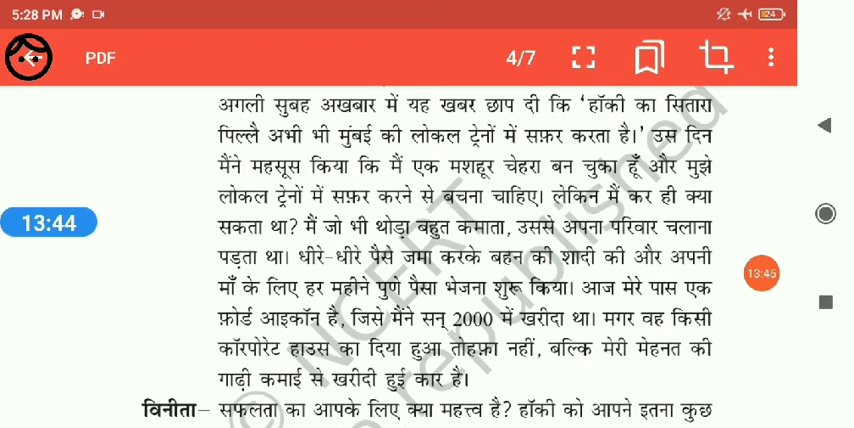 5:28 PM
24
PDF
4/7
अगली सुबह अखबार में यह खबर छाप दी कि 'हॉकी का सितारा
पिल्लै अभी भी मुंबई की लोकल ट्रेनों में सफ़र करता है।' उस दिन
मैंने महसूस किया कि मैं एक मशहूर चेहरा बन चुका हूँ और मुझे
लोकल ट्रेनों में सफ़र करने से बचना चाहिए। लेकिन मैं कर ही क्या
सकता था? मैं जो भी थोड़ा बहुत कमाता, उससे अपना परिवार चलाना
पड़ता था। धीरे-धीरे पैसे जमा करके बहन की शादी की और अपनी
माँ के लिए हर महीने पुणे पैसा भेजना शुरू किया। आज मेरे पास एक
फ़ोर्ड आइकॉन है, जिसे मैंने सन् 2000 में खरीदा था। मगर वह किसी
कॉरपोरेट हाउस का दिया हुआ तोहफ़ा नहीं, बल्कि मेरी मेहनत की
गाढ़ी कमाई से खरीदी हुई कार है।
विनीता– सफलता का आपके लिए क्या महत्त्व है? हॉकी को आपने इतना कुछ
13:44
13:45
© NCERT
republished